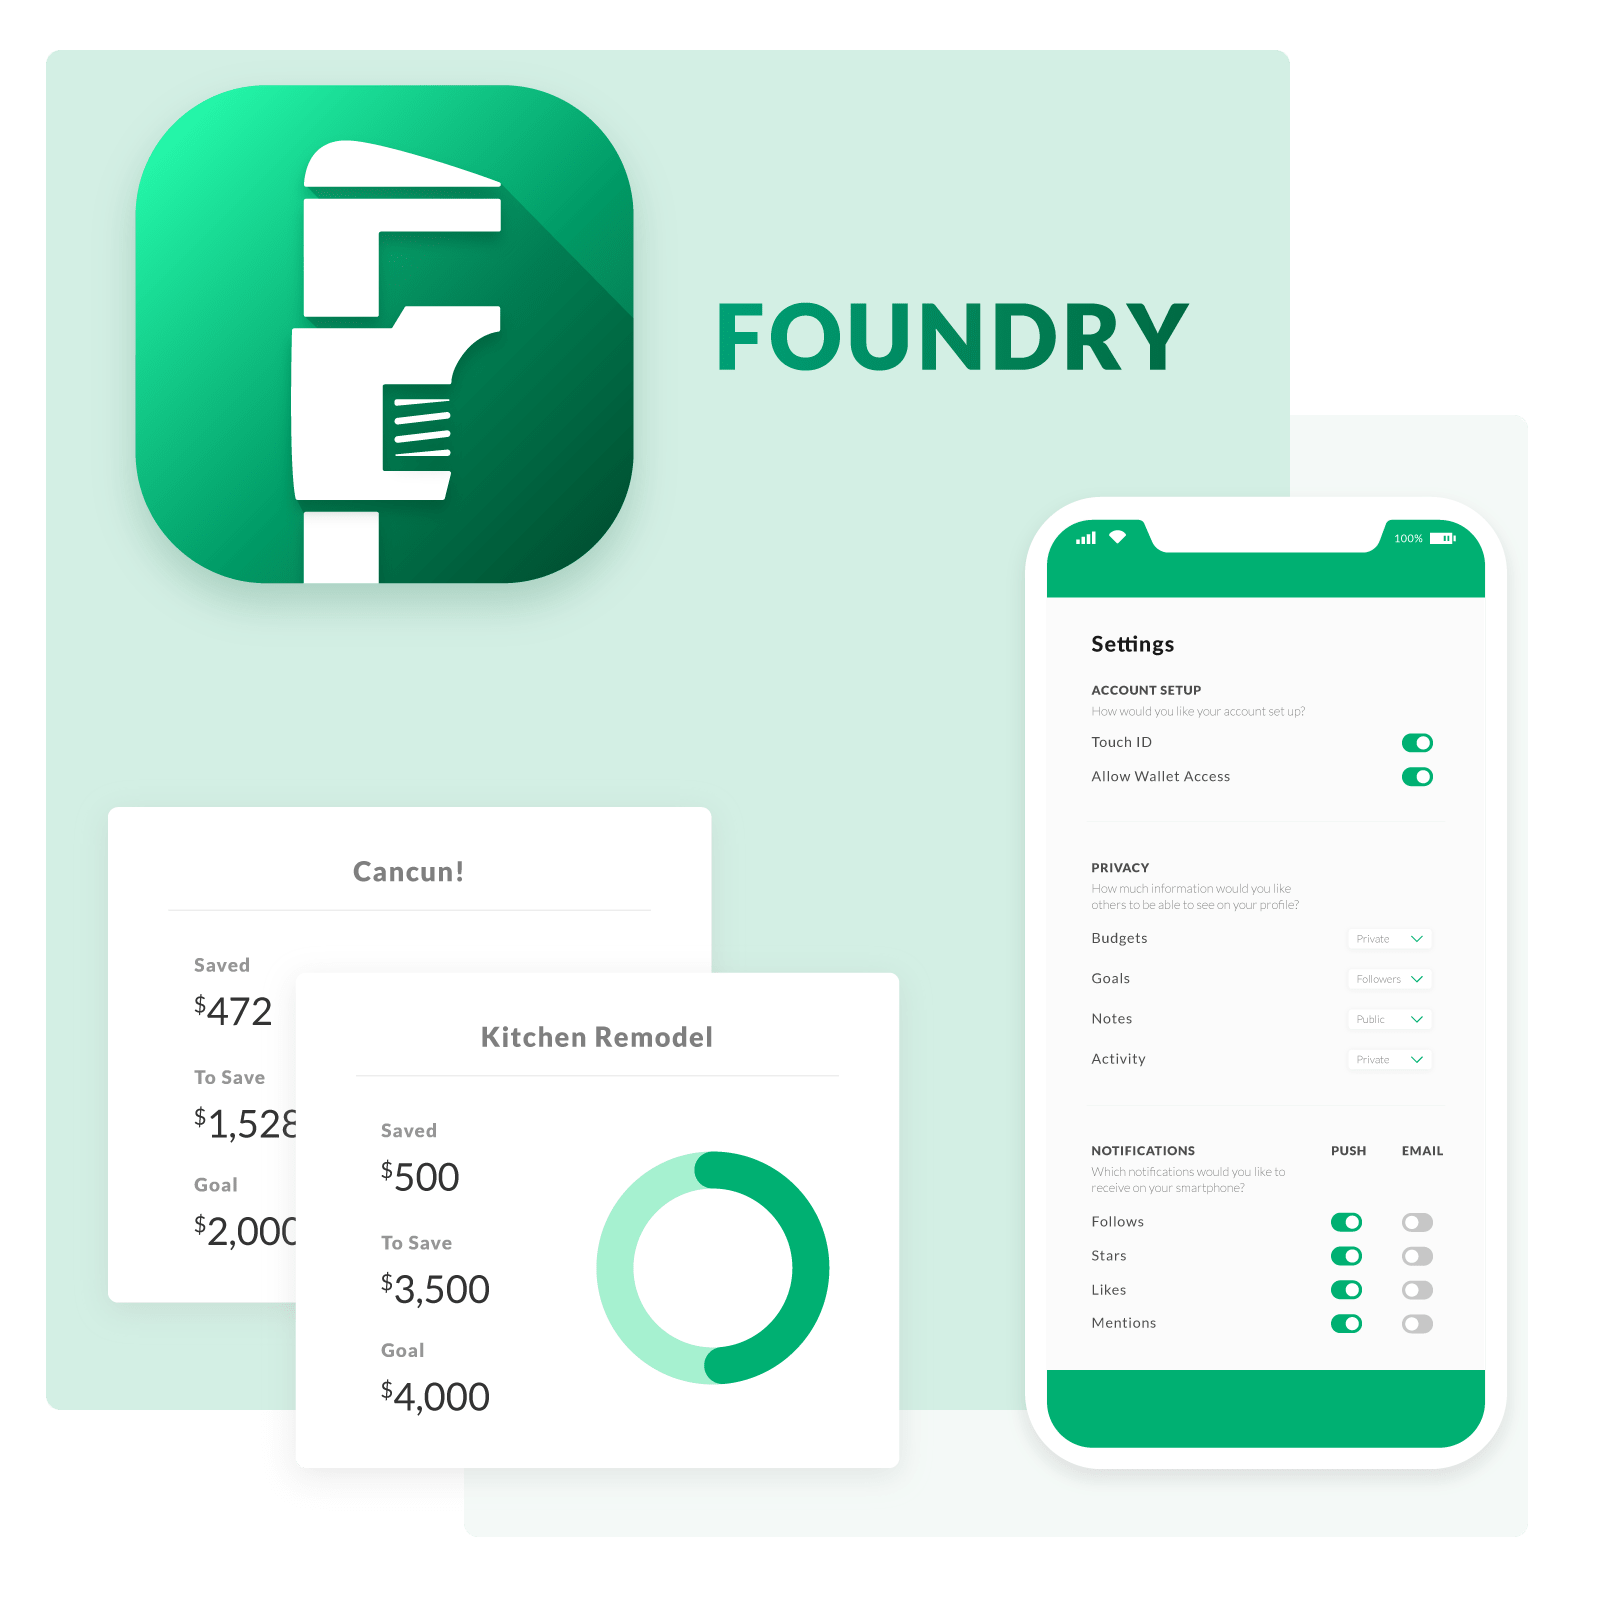 FOUNDRY
Cancun!
Saved
$472
To Save
$1,528
Goal
$2,000
Kitchen Remodel
Saved
$500
To Save
$3,500
Goal
$4,000
100%
Settings
ACCOUNT SETUP
How would you like your account set up?
Touch ID
Allow Wallet Access
PRIVACY
How much information would you like
others to be able to see on your profile?
Budgets Private
Goals Followers
Notes Public
Activity Private
NOTIFICATIONS PUSH EMAIL
Which notifications would you like to
receive on your smartphone?
Follows
Stars
Likes
Mentions